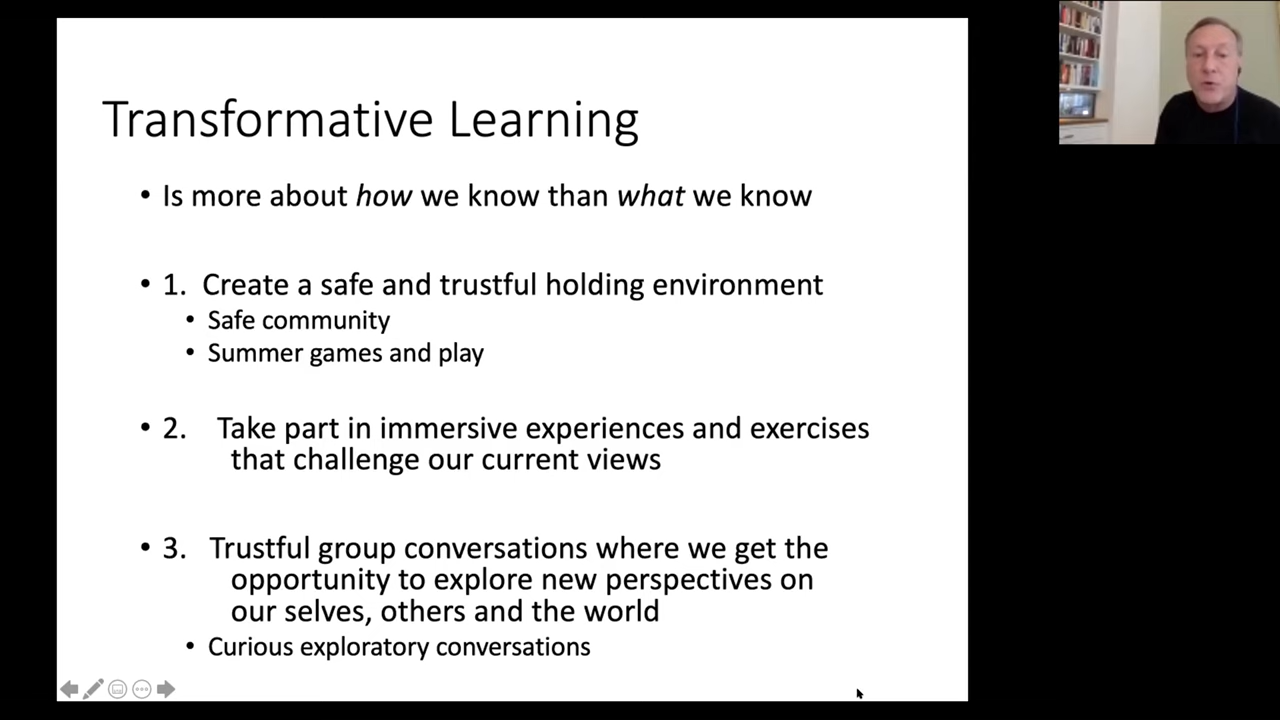 Transformative Learning
• Is more about how we know than what we know
• 1. Create a safe and trustful holding environment
• Safe community
• Summer games and play
• 2. Take part in immersive experiences and exercises
that challenge our current views
• 3. Trustful group conversations where we get the
opportunity to explore new perspectives on
our selves, others and the world
• Curious exploratory conversations